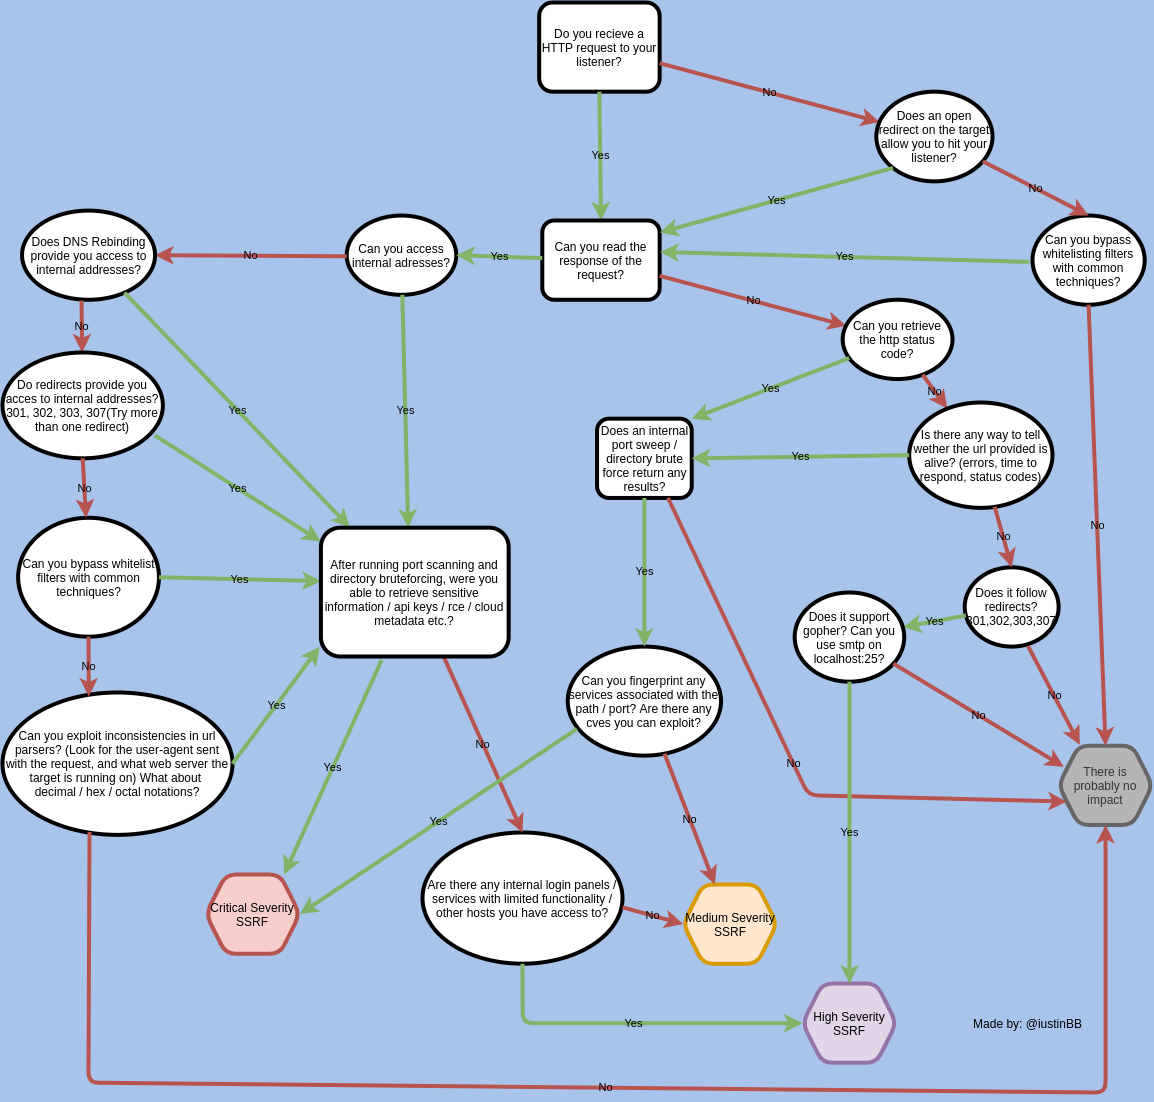 Do you recieve a
HTTP request to your
listener?
No
Does an open
redirect on the target
allow you to hit your
listener?
Yes
No
Yes
Does DNS Rebinding
provide you access to
internal addresses?
No
Can you access
internal adresses?
Yes
Can you read the
response of the
request?
Yes
Can you bypass
whitelisting filters
with common
techniques?
No
No
Can you retrieve
the http status
code?
Yes
No
Do redirects provide you
acces to internal addresses?
301, 302, 303, 307(Try more
than one redirect)
Yes
Yes
Does an internal
port sweep /
directory brute
force return any
results?
Yes
Is there any way to tell
wether the url provided is
alive? (errors, time to
respond, status codes)
No
Yes
No
No
Can you bypass whitelist
filters with common
techniques?
Yes
After running port scanning and
directory bruteforcing, were you
able to retrieve sensitive
information / api keys / rce / cloud
metadata etc.?
Yes
Does it support
gopher? Can you
use smtp on
localhost:25?
Yes
Does it follow
redirects?
301,302,303,307
No
Can you fingerprint any
services associated with the
path / port? Are there any
cves you can exploit?
No
No
Can you exploit inconsistencies in url
parsers? (Look for the user-agent sent
with the request, and what web server the
target is running on) What about
decimal / hex / octal notations?
Yes
Yes
No
No
There is
probably no
impact
Yes
No
Yes
Critical Severity
SSRF
Are there any internal login panels /
services with limited functionality /
other hosts you have access to?
No
Medium Severity
SSRF
Yes
High Severity
SSRF
Made by: @iustinBB
No